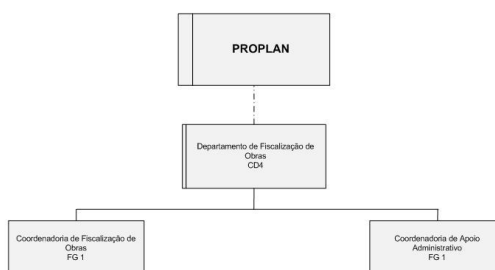 PROPLAN
Departamento de Fiscalização de
Obras
CD4
Coordenadoria de Fiscalização de
Obras
FG 1
Coordenadoria de Apoio
Administrativo
FG 1